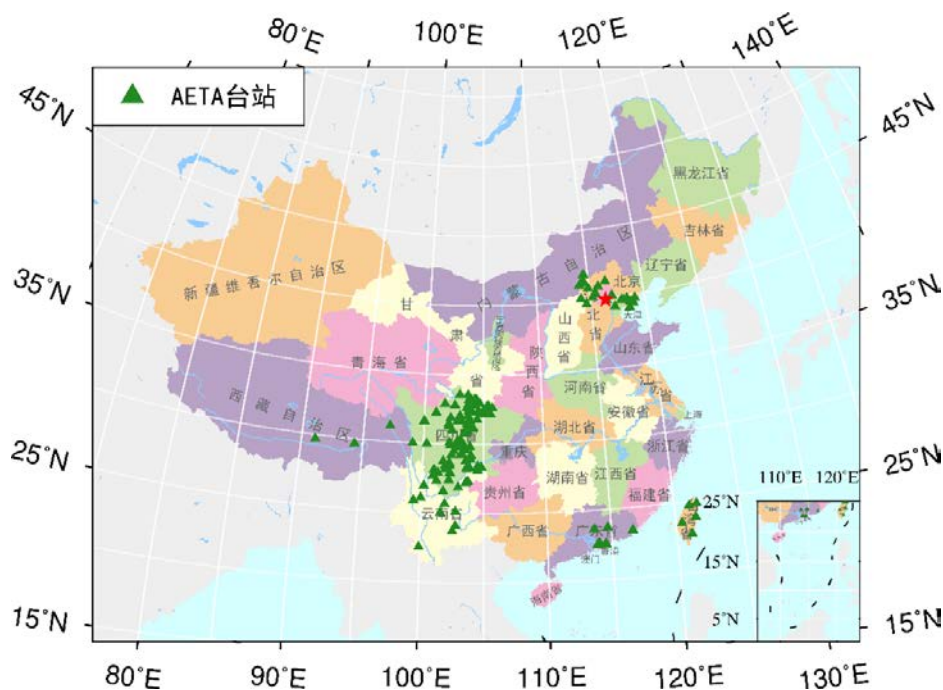 80°E 100°E 120°E 140°E
AETA台站
45°N 45°N
黑龙江省
吉林省
内蒙古自治区
辽宁省
新疆维吾尔自治区
北京
甘肃省
35°N 35°N
天津
河北省
山西省
山东省
青海省
陕西省
江苏省
河南省
西藏自治区
安徽省
上海
四川省
湖北省
25°N 25°N
重庆
浙江省
湖南省
江西省
贵州省
福建省
110°E 120°E
云南省
25°N
广西省
广东省
香港
澳门
15°N
海南省
5°N
15°N 15°N
80°E 90°E 100°E 110°E 120°E 130°E